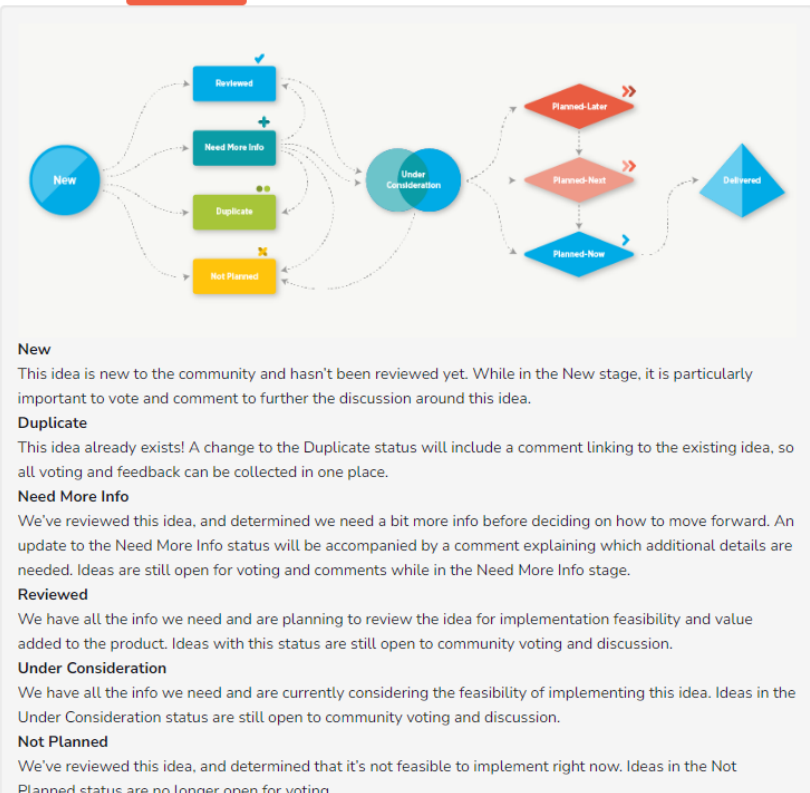 Reviewed
Planned-Later
Need More Info
New
Under
Consideration
Planned-Next
Delivered
Duplicate
Planned-Now
Not Planned
New
This idea is new to the community and hasn't been reviewed yet. While in the New stage, it is particularly
important to vote and comment to further the discussion around this idea.
Duplicate
This idea already exists! A change to the Duplicate status will include a comment linking to the existing idea, so
all voting and feedback can be collected in one place.
Need More Info
We've reviewed this idea, and determined we need a bit more info before deciding on how to move forward. An
update to the Need More Info status will be accompanied by a comment explaining which additional details are
needed. Ideas are still open for voting and comments while in the Need More Info stage.
Reviewed
We have all the info we need and are planning to review the idea for implementation feasibility and value
added to the product. Ideas with this status are still open to community voting and discussion.
Under Consideration
We have all the info we need and are currently considering the feasibility of implementing this idea. Ideas in the
Under Consideration status are still open to community voting and discussion.
Not Planned
We've reviewed this idea, and determined that it's not feasible to implement right now. Ideas in the Not
Planned status are no longer open for voting.